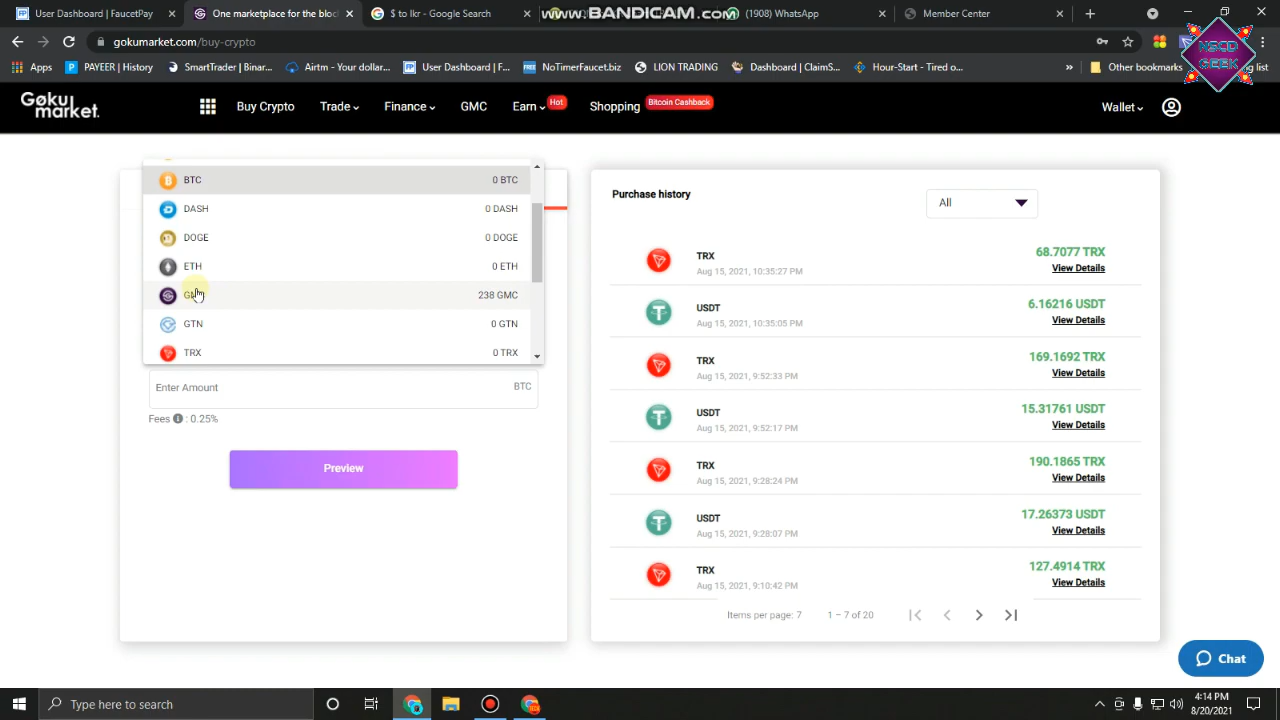 User Dashboard | FaucetPay
One marketplace for the bloc
$ to lkr - Google Search
www.BANDICAM.com
(1908) WhatsApp
Member Center
gokumarket.com/buy-crypto
Apps
PAYEER | History
SmartTrader | Binar...
Airtm - Your dollar...
User Dashboard | F...
NoTimerFaucet.biz
LION TRADING
Dashboard | ClaimS...
Hour-Start - Tired o...
»
Other bookmarks
NSCD
GEEK
Goku
market.
Buy Crypto
Trade
Finance
GMC
Earn
Hot
Shopping
Bitcoin Cashback
Wallet
BTC 0 BTC
DASH 0 DASH
DOGE 0 DOGE
ETH 0 ETH
238 GMC
GTN 0 GTN
TRX 0 TRX
Enter Amount BTC
Fees : 0.25%
Preview
Purchase history
All
TRX 68.7077 TRX
Aug 15, 2021, 10:35:27 PM View Details
USDT 6.16216 USDT
Aug 15, 2021, 10:35:05 PM View Details
TRX 169.1692 TRX
Aug 15, 2021, 9:52:33 PM View Details
USDT 15.31761 USDT
Aug 15, 2021, 9:52:17 PM View Details
TRX 190.1865 TRX
Aug 15, 2021, 9:28:24 PM View Details
USDT 17.26373 USDT
Aug 15, 2021, 9:28:07 PM View Details
TRX 127.4914 TRX
Aug 15, 2021, 9:10:42 PM View Details
Items per page: 7 1 – 7 of 20
Chat
Type here to search
4:14 PM
8/20/2021